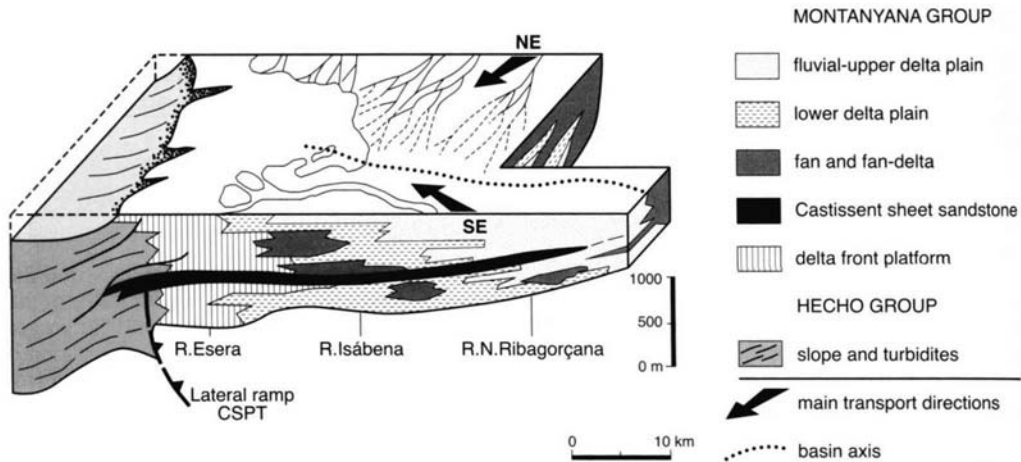 MONTANYANA GROUP
fluvial-upper delta plain
lower delta plain
fan and fan-delta
Castissent sheet sandstone
delta front platform
HECHO GROUP
slope and turbidites
main transport directions
basin axis
NE
SE
R.Esera
R.Isábena
R.N.Ribagorçana
Lateral ramp
CSPT
1000
500
0 m
0 10 km